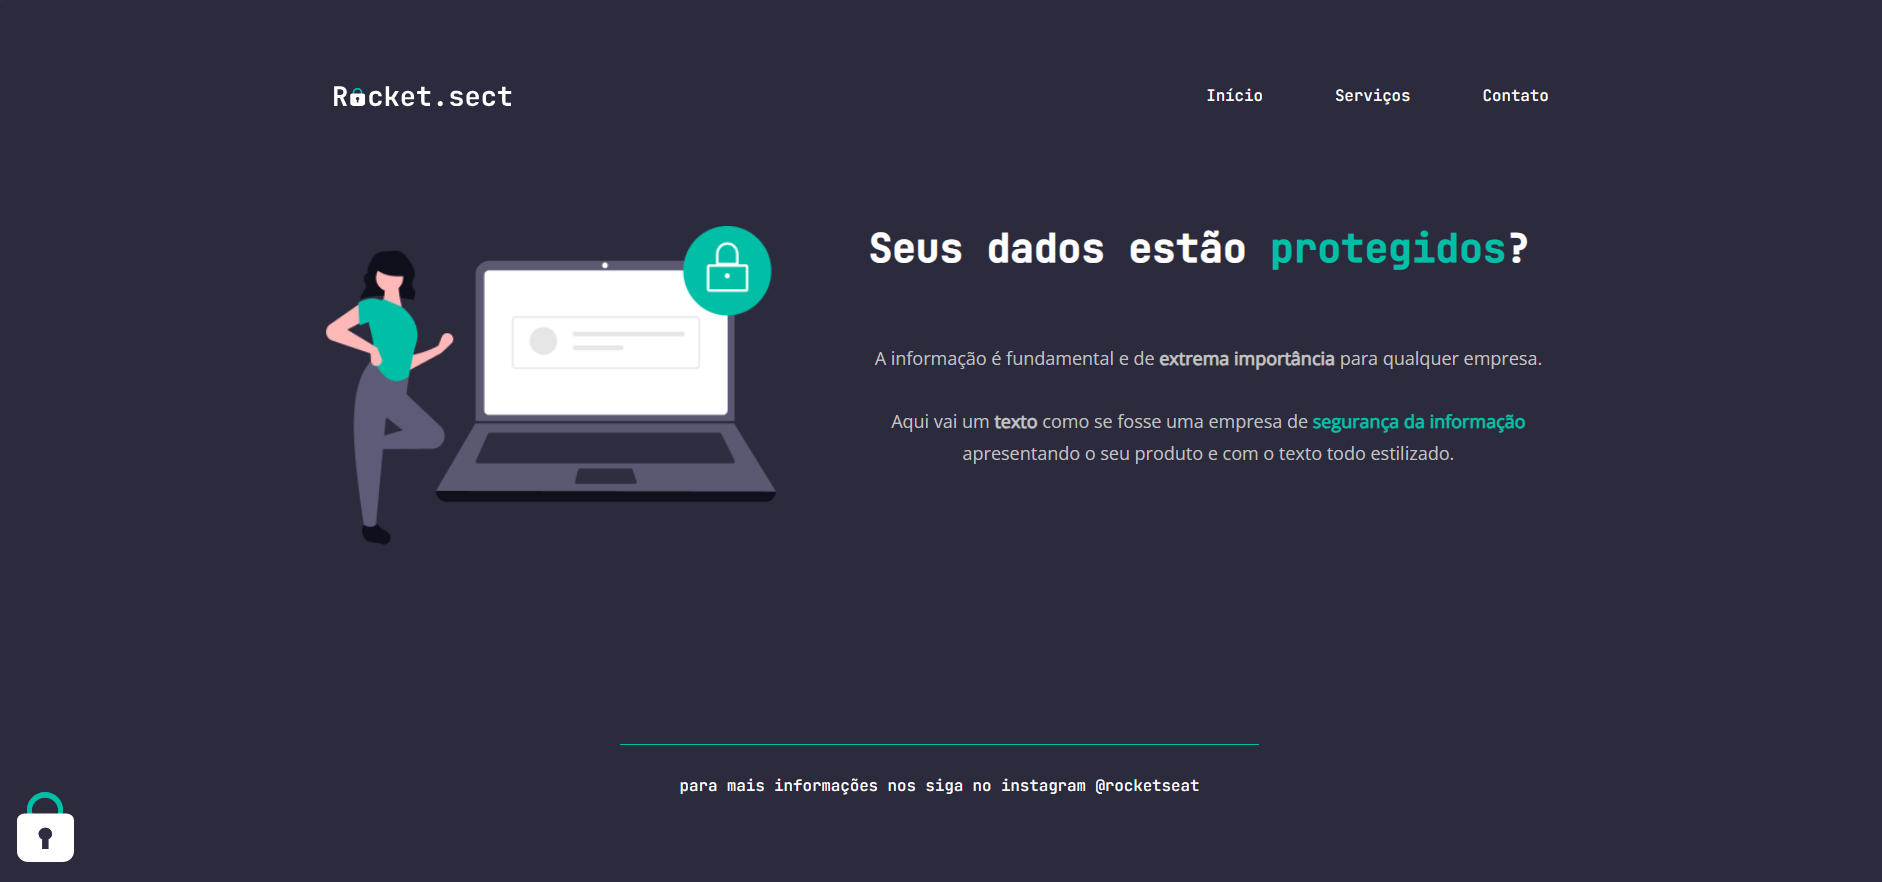 Rocket.sect
Início Serviços Contato
Seus dados estão protegidos?
A informação é fundamental e de extrema importância para qualquer empresa.
Aqui vai um texto como se fosse uma empresa de segurança da informação
apresentando o seu produto e com o texto todo estilizado.
para mais informações nos siga no instagram @rocketseat